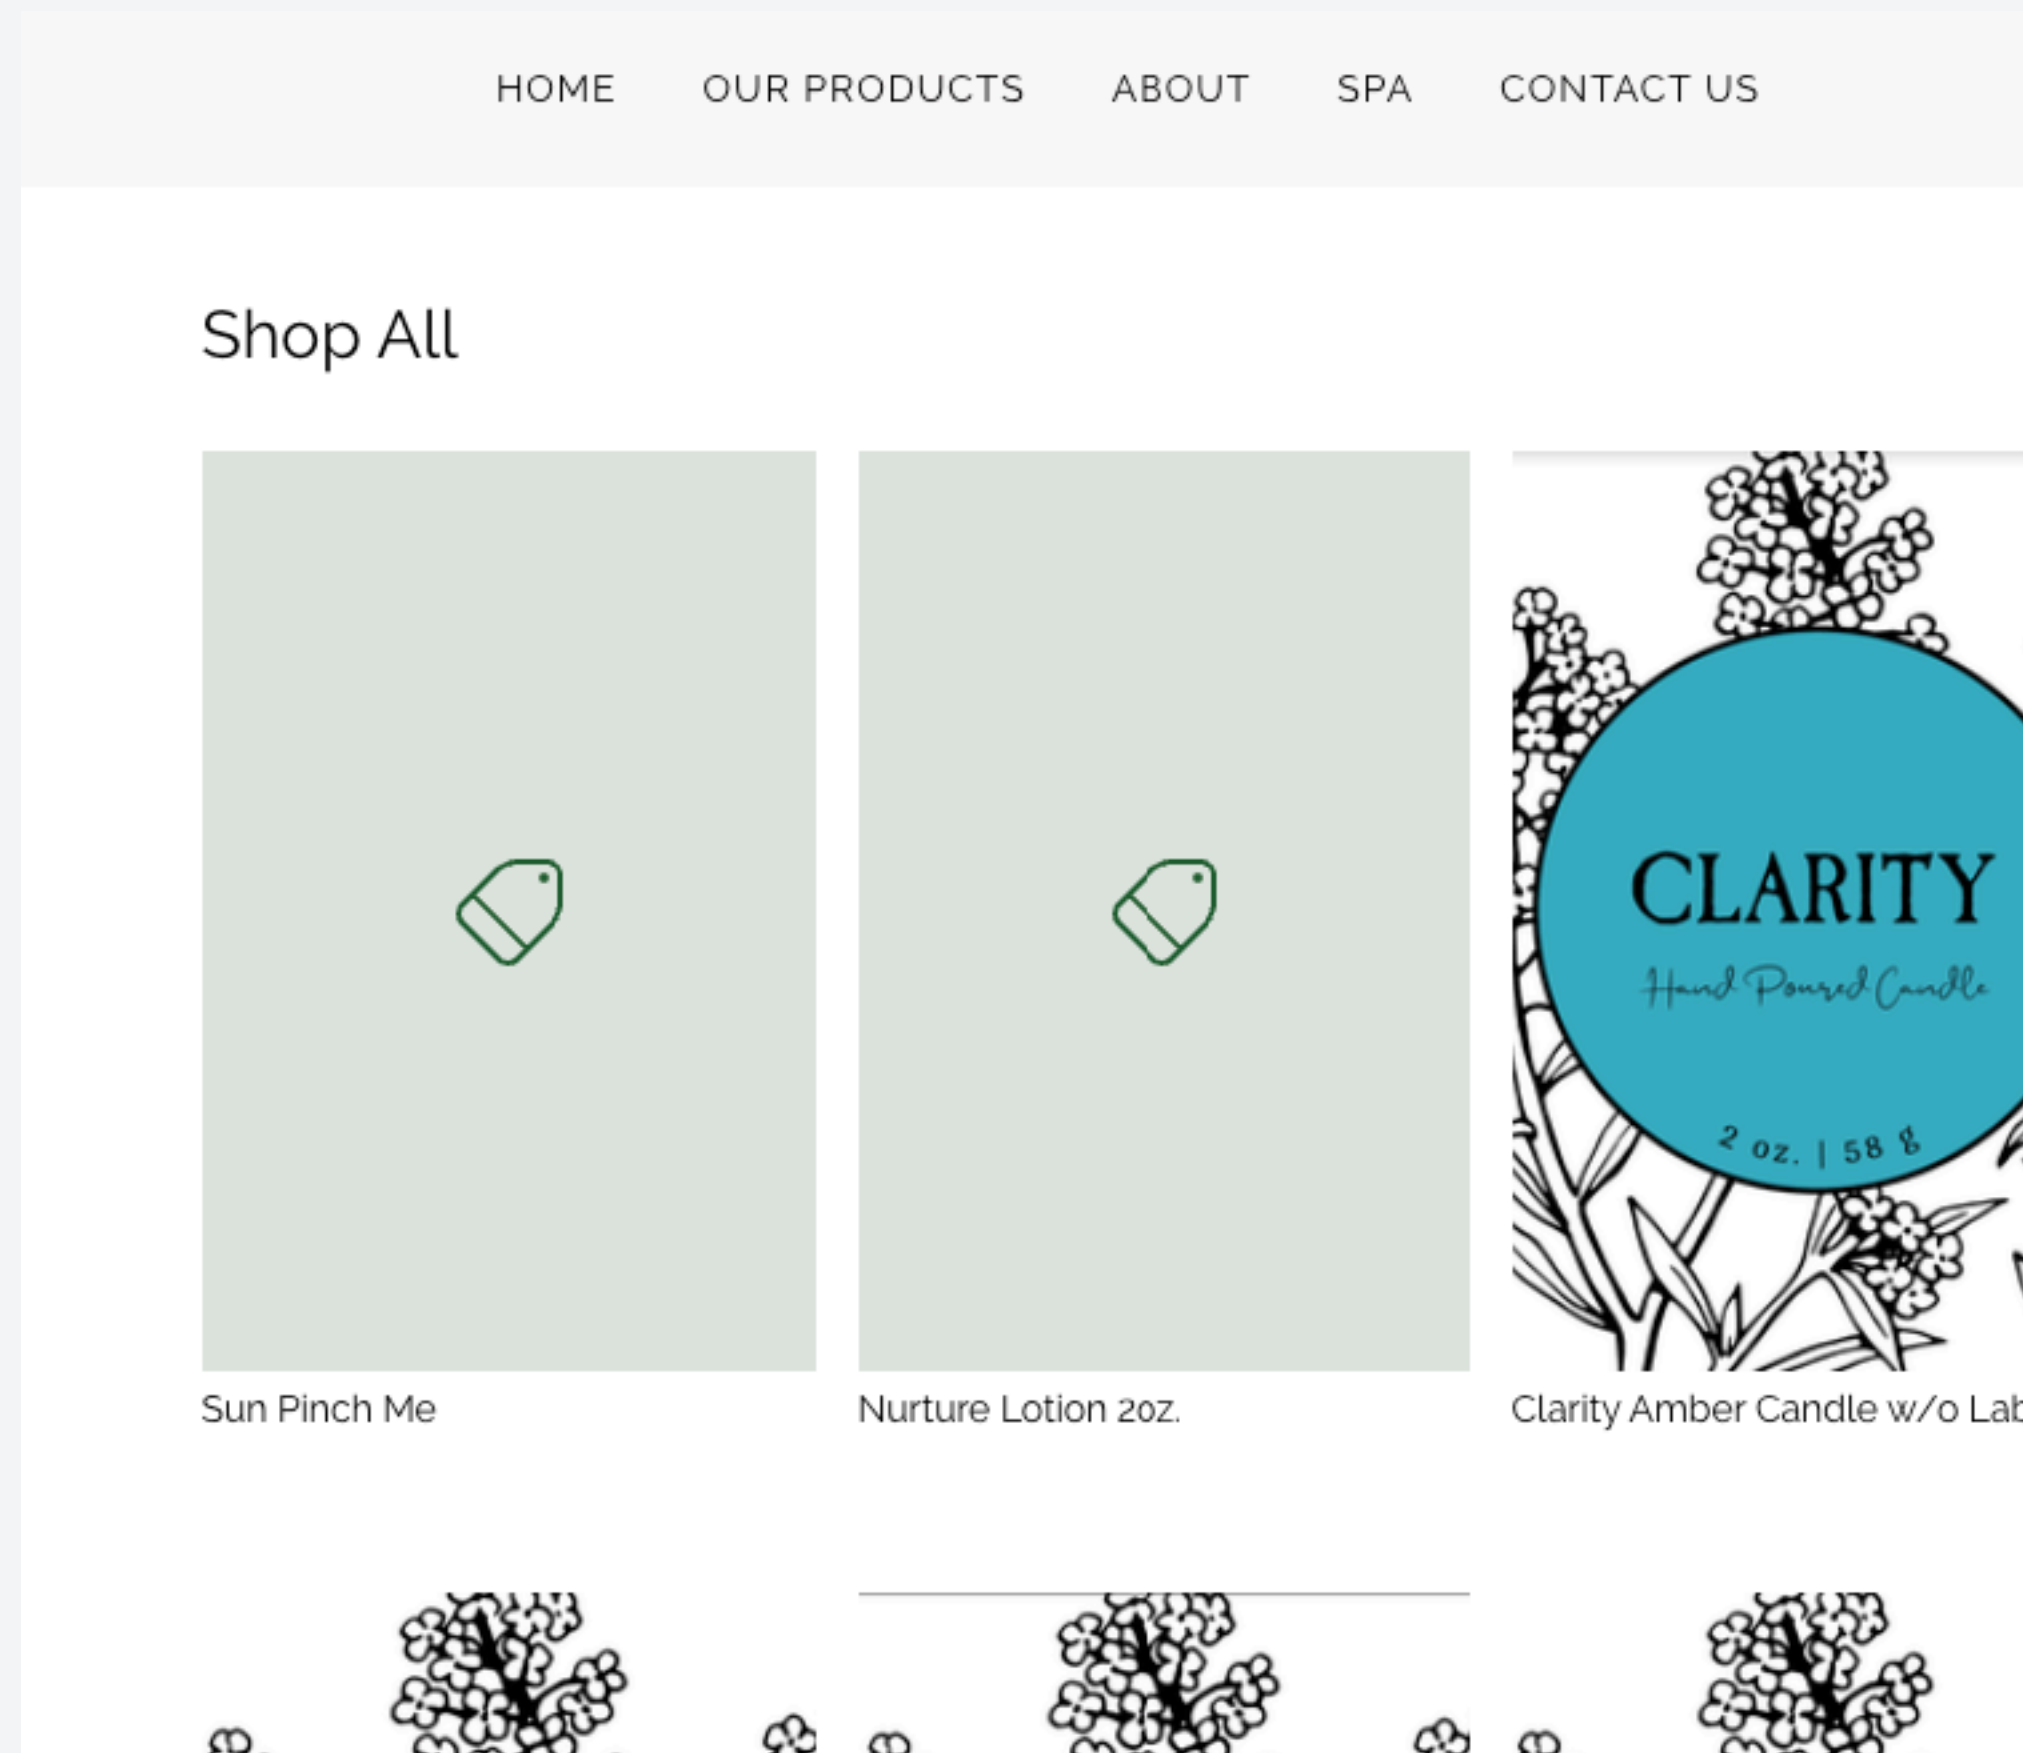 HOME OUR PRODUCTS ABOUT SPA CONTACT US
Shop All
CLARITY
Hand Poured Candle
2 oz. | 58 g
Sun Pinch Me
Nurture Lotion 2oz.
Clarity Amber Candle w/o